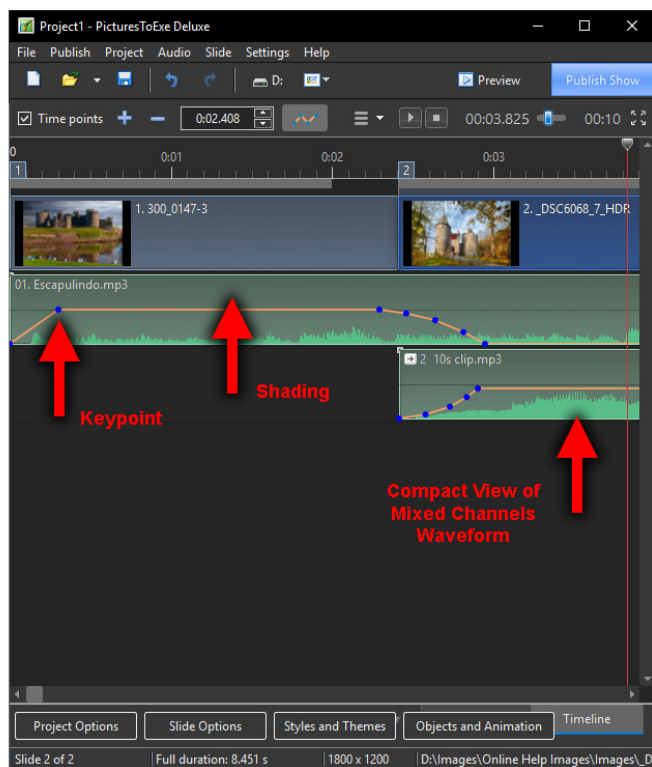 Project1 - PicturesToExe Deluxe
File Publish Project Audio Slide Settings Help
D: Preview Publish Show
Time points 0:02.408 00:03.825 00:10
0 0:01 0:02 0:03
1 2
1. 300_0147-3 2. _DSC6068_7_HDR
01. Escapulindo.mp3
2 10s clip.mp3
Shading
Keypoint
Compact View of
Mixed Channels
Waveform
Project Options Slide Options Styles and Themes Objects and Animation Timeline
Slide 2 of 2 Full duration: 8.451 s 1800 x 1200 D:\Images\Online Help Images\Images\_D